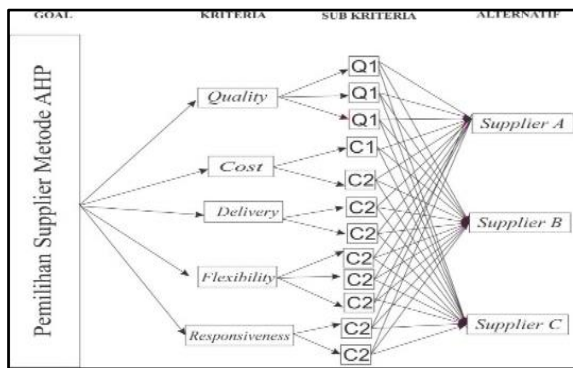 GOAL
KRITERIA
SUB KRITERIA
ALTERNATIF
Pemilihan Supplier Metode AHP
Quality
Cost
Delivery
Flexibility
Responsiveness
Q1
Q1
Q1
C1
C2
C2
C2
C2
C2
C2
C2
C2
Supplier A
Supplier B
Supplier C